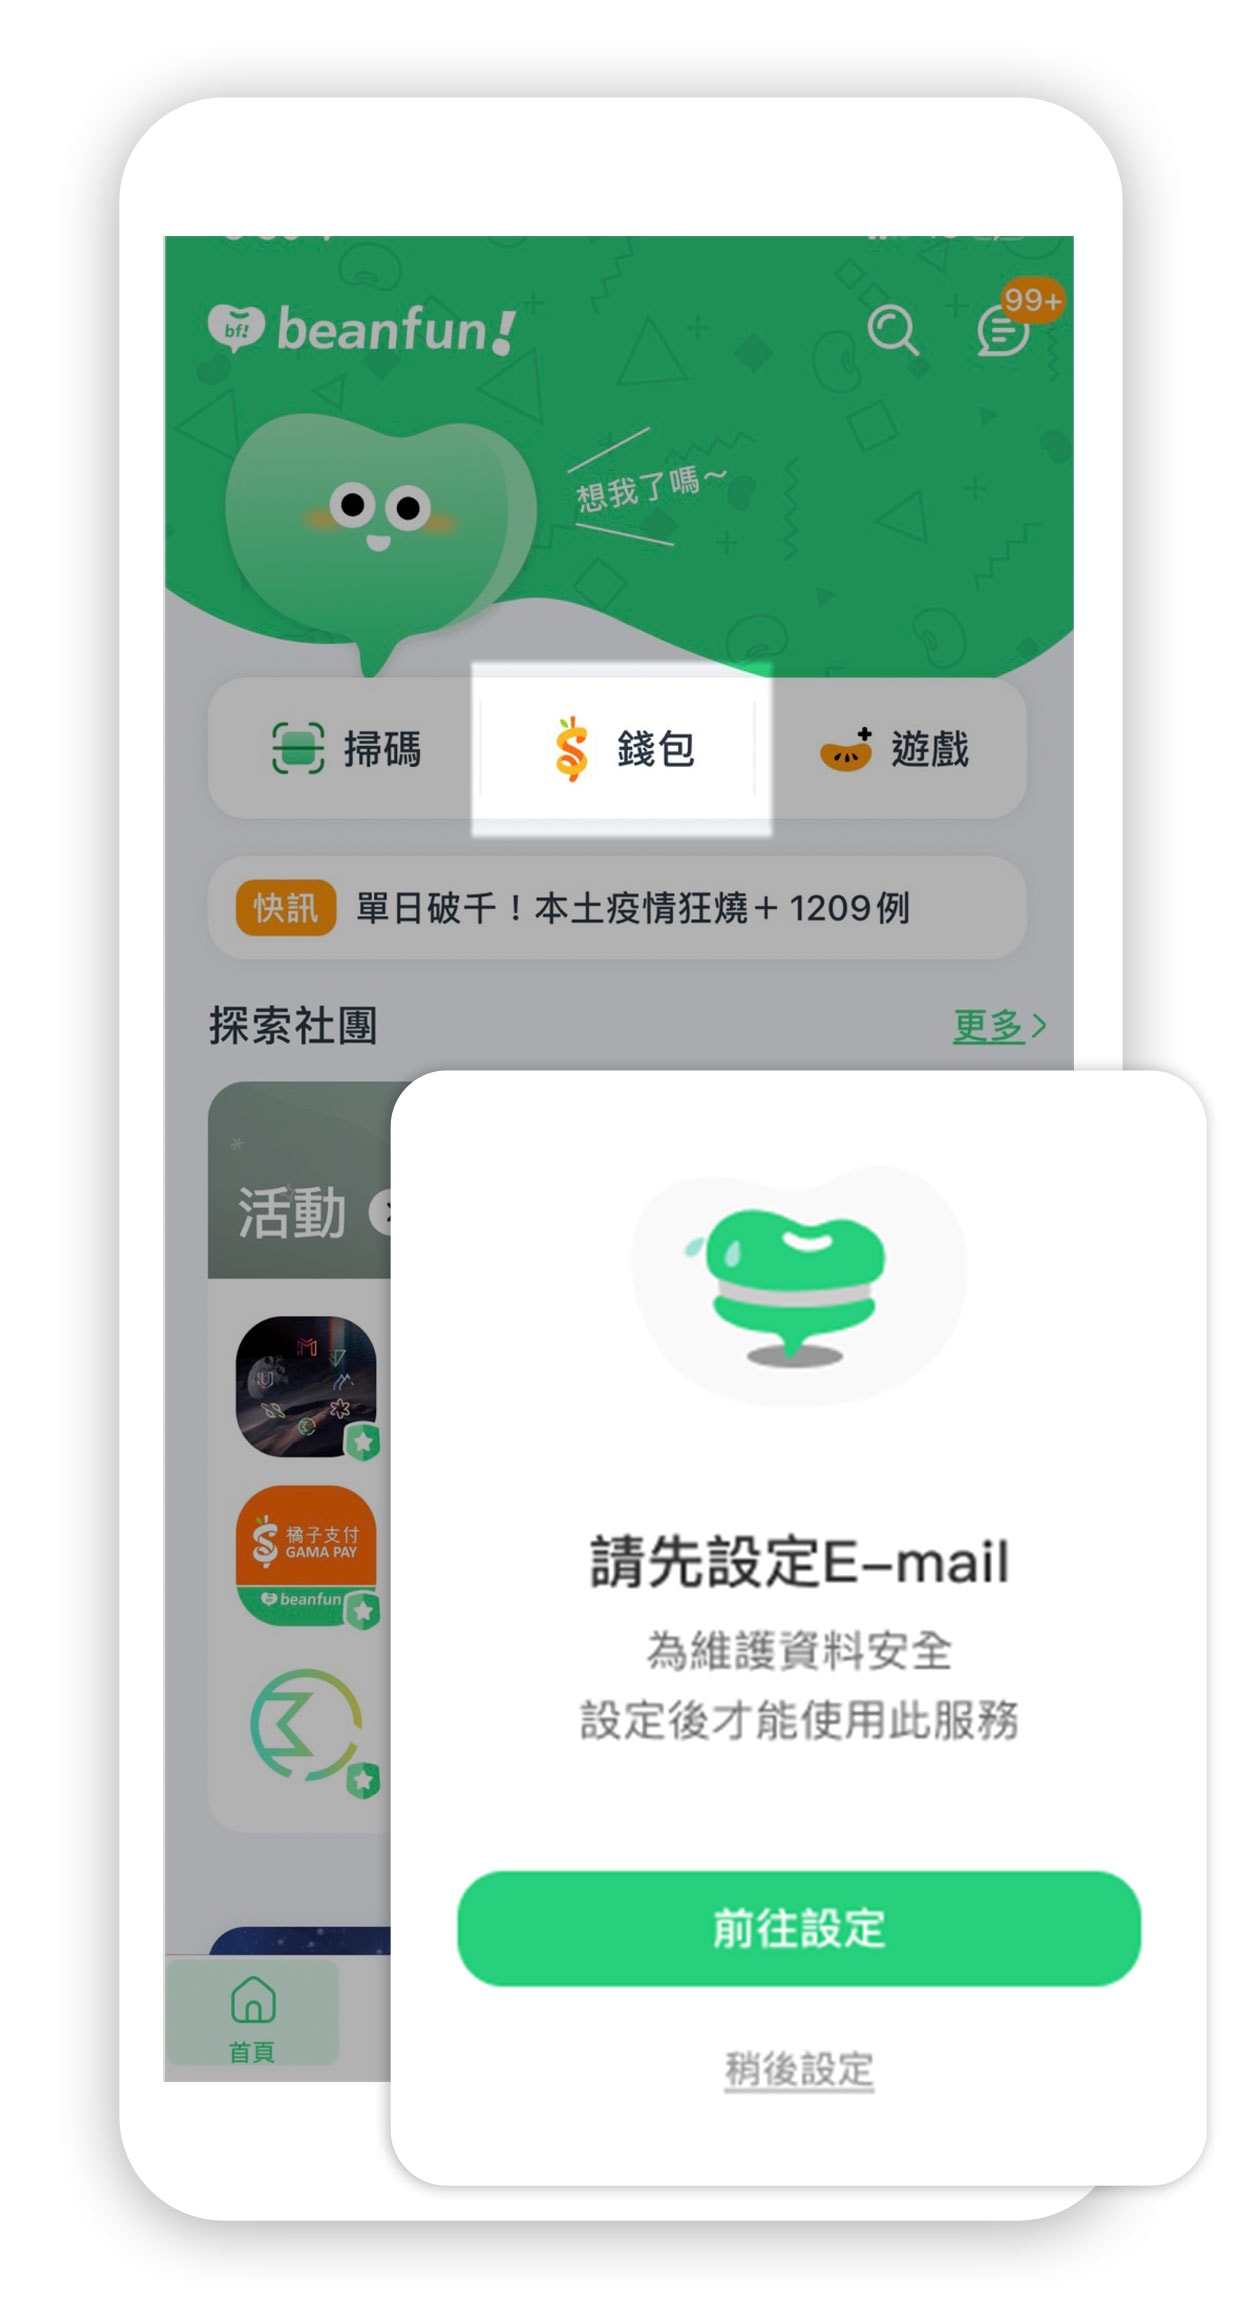 bf! beanfun!
99+
想我了嗎～
掃碼
錢包
遊戲
快訊 單日破千！本土疫情狂燒＋1209例
探索社團
更多>
活動
橘子支付
GAMA PAY
beanfun
首頁
請先設定E-mail
為維護資料安全
設定後才能使用此服務
前往設定
稍後設定